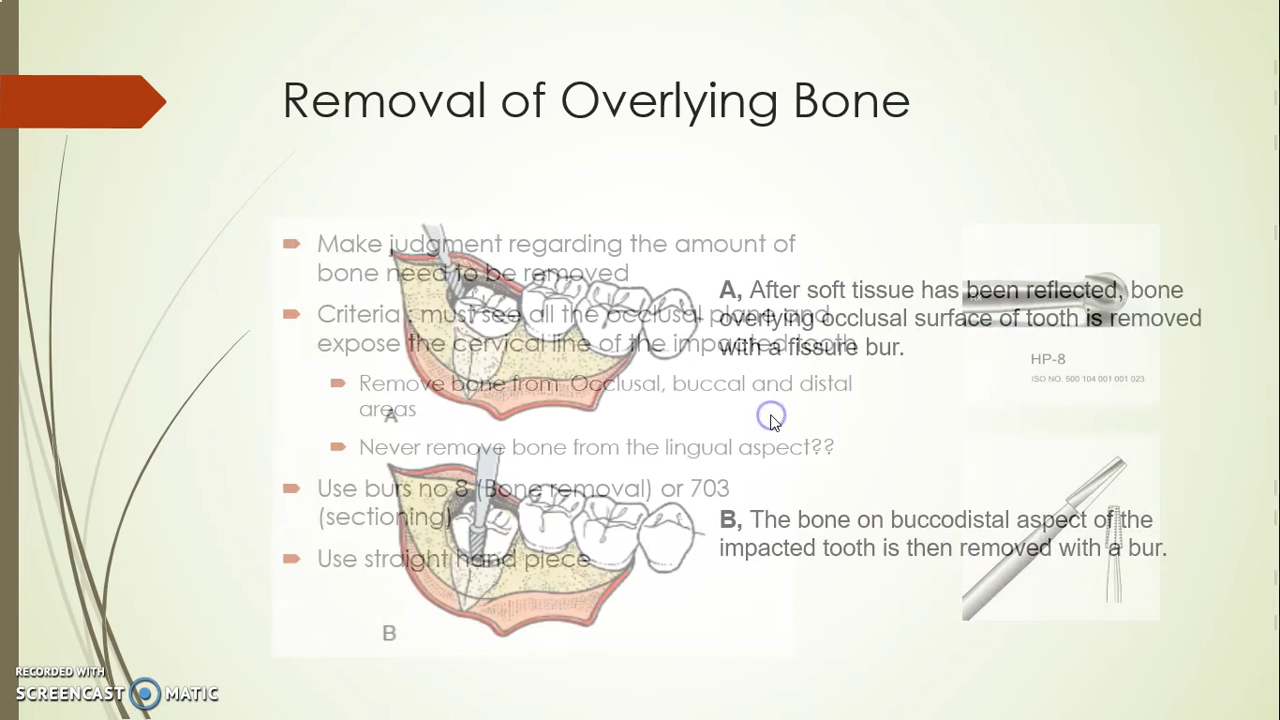 Removal of Overlying Bone
Make judgment regarding the amount of
bone need to be removed
Criteria : must see all the occlusal plane and
expose the cervical line of the impacted tooth
Remove bone from Occlusal, buccal and distal
areas
Never remove bone from the lingual aspect??
Use burs no 8 (Bone removal) or 703
(sectioning)
Use straight hand piece
A
B
A, After soft tissue has been reflected, bone
overlying occlusal surface of tooth is removed
with a fissure bur.
HP-8
ISO NO. 500 104 001 001 023
B, The bone on buccodistal aspect of the
impacted tooth is then removed with a bur.
RECORDED WITH
SCREENCAST MATIC